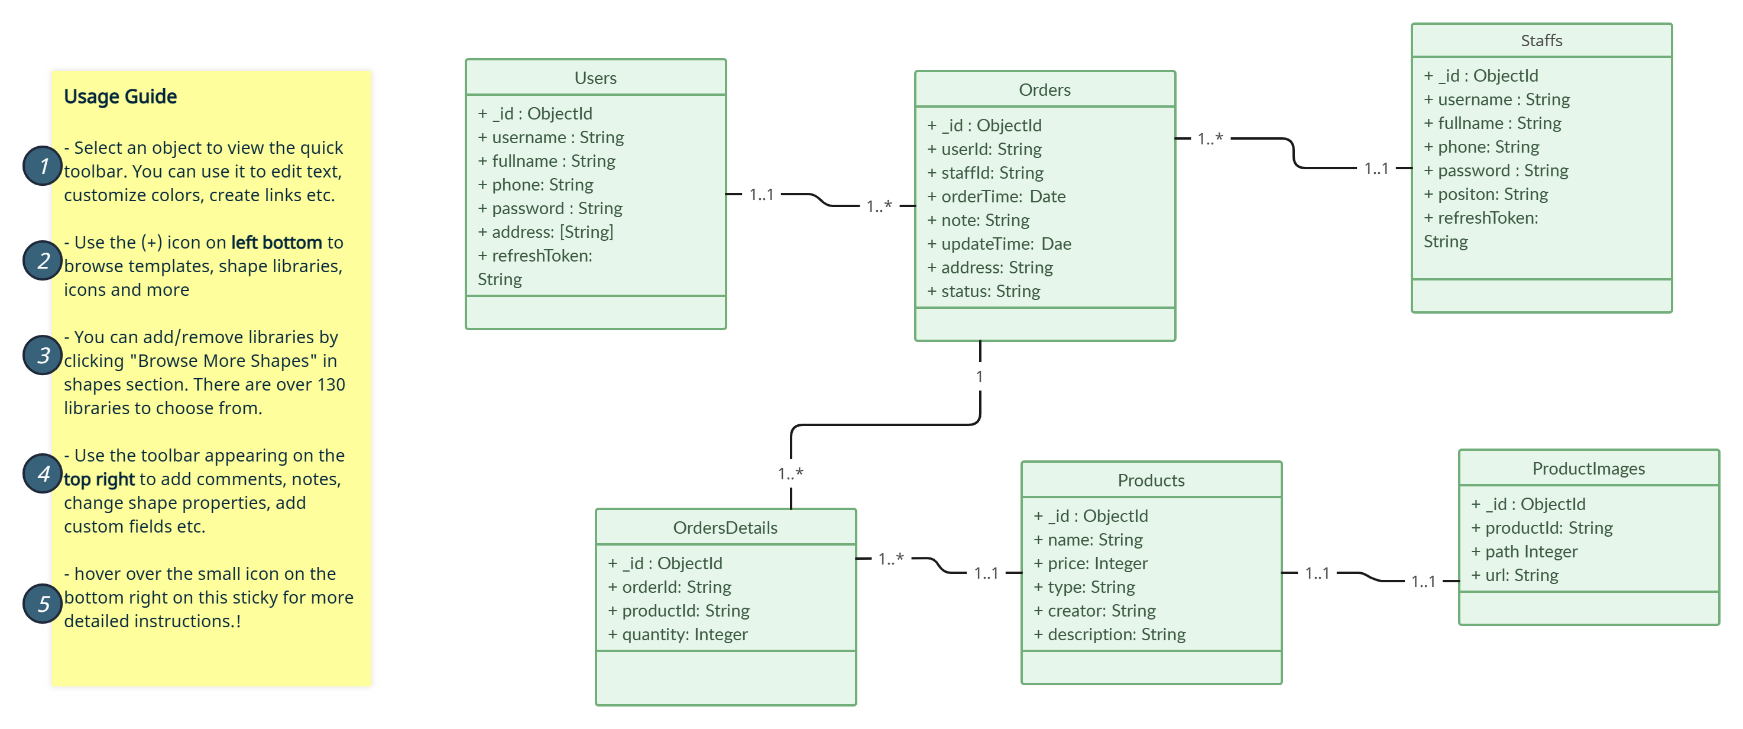 Usage Guide
1
- Select an object to view the quick
toolbar. You can use it to edit text,
customize colors, create links etc.
2
- Use the (+) icon on left bottom to
browse templates, shape libraries,
icons and more
3
- You can add/remove libraries by
clicking "Browse More Shapes" in
shapes section. There are over 130
libraries to choose from.
4
- Use the toolbar appearing on the
top right to add comments, notes,
change shape properties, add
custom fields etc.
5
- hover over the small icon on the
bottom right on this sticky for more
detailed instructions.!
Users
+ _id : ObjectId
+ username : String
+ fullname : String
+ phone: String
+ password : String
+ address: [String]
+ refreshToken:
String
1..1
1..*
Orders
+ _id : ObjectId
+ userId: String
+ staffId: String
+ orderTime: Date
+ note: String
+ updateTime: Dae
+ address: String
+ status: String
1..*
1..1
Staffs
+ _id : ObjectId
+ username : String
+ fullname : String
+ phone: String
+ password : String
+ positon: String
+ refreshToken:
String
1
1..*
OrdersDetails
+ _id : ObjectId
+ orderId: String
+ productId: String
+ quantity: Integer
1..*
1..1
Products
+ _id : ObjectId
+ name: String
+ price: Integer
+ type: String
+ creator: String
+ description: String
1..1
1..1
ProductImages
+ _id : ObjectId
+ productId: String
+ path Integer
+ url: String